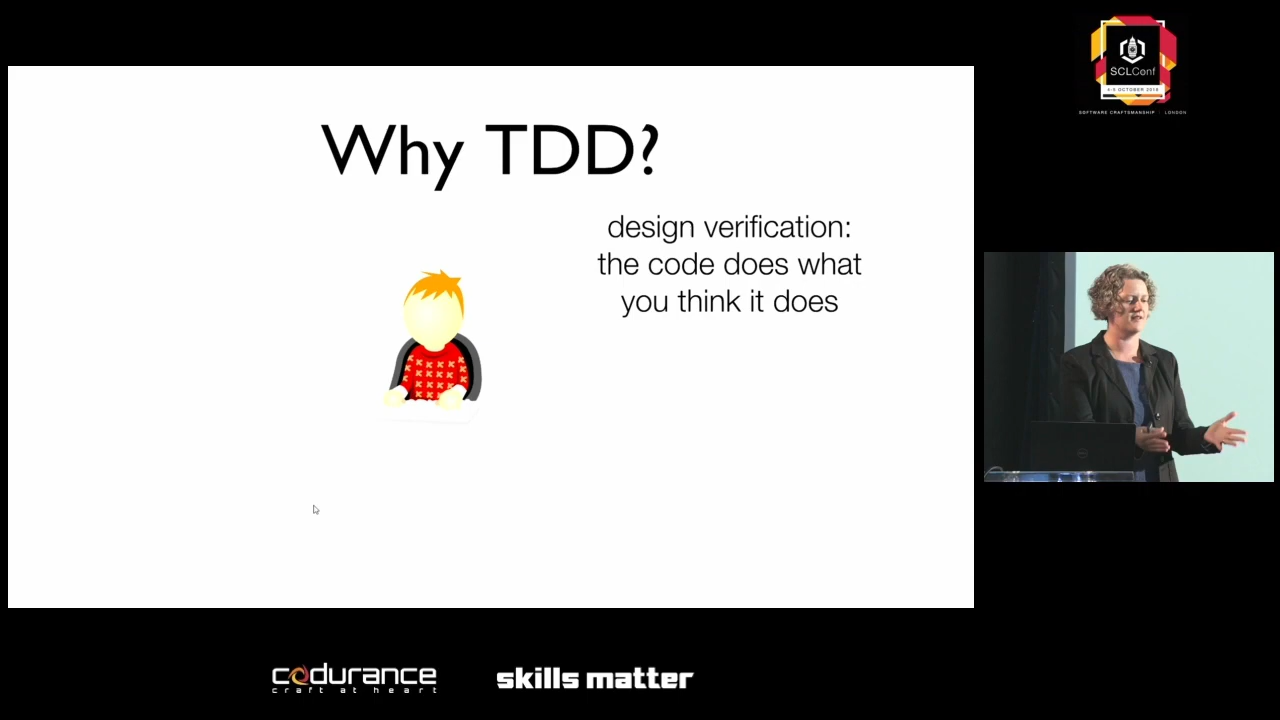 SCLConf
4-5 OCTOBER 2018
SOFTWARE CRAFTSMANSHIP LONDON
Why TDD?
design verification:
the code does what
you think it does
codurance
craft at heart
skills matter